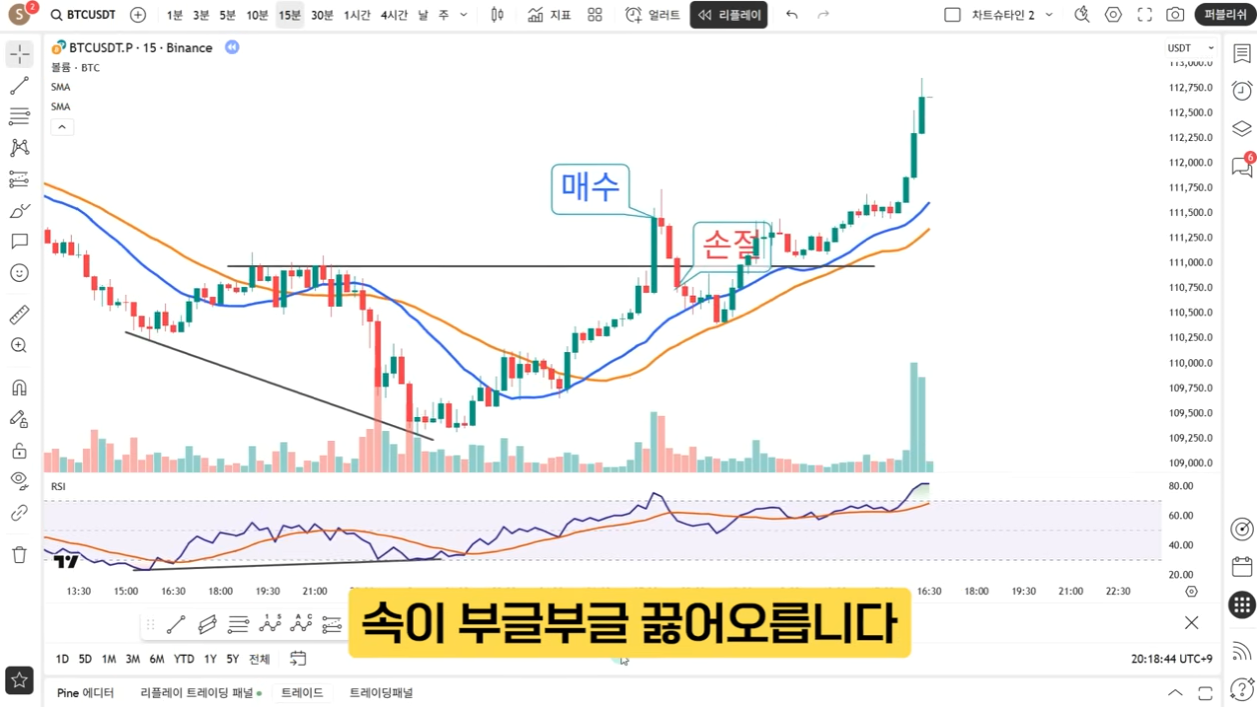 S 2 BTCUSDT 1분 3분 5분 10분 15분 30분 1시간 4시간 날 주 지표 얼러트 리플레이 차트슈타인 2 퍼블리쉬
BTCUSDT.P · 15 · Binance
USDT
볼륨 · BTC
SMA
SMA
113,000.0
112,750.0
112,500.0
112,250.0
112,000.0
111,750.0
111,500.0
111,250.0
111,000.0
110,750.0
110,500.0
110,250.0
110,000.0
109,750.0
109,500.0
109,250.0
109,000.0
6
매수
손절
RSI
80.00
60.00
40.00
20.00
13:30 15:00 16:30 18:00 19:30 21:00 16:30 18:00 19:30 21:00 22:30
속이 부글부글 끓어오릅니다
1D 5D 1M 3M 6M YTD 1Y 5Y 전체
20:18:44 UTC+9
Pine 에디터 리플레이 트레이딩 패널 트레이드 트레이딩패널